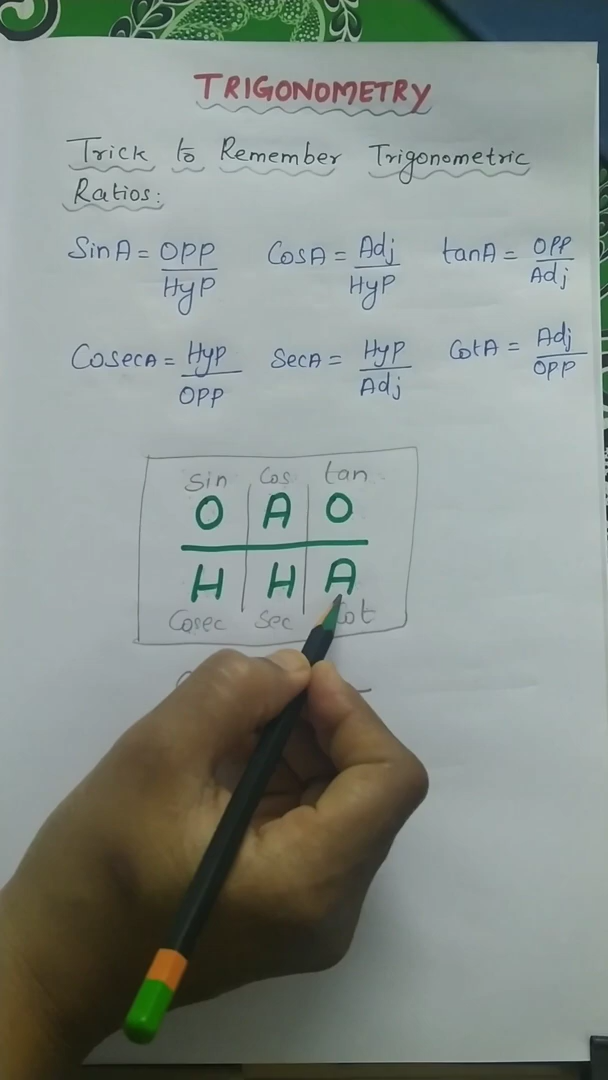 TRIGONOMETRY
Trick to Remember Trigonometric
Ratios:
SinA = OPP/HyP CosA = Adj/HyP tanA = OPP/Adj
CosecA = Hyp/OPP SecA = Hyp/Adj CotA = Adj/OPP
Sin Cos tan
O A O
H H A
Cosec Sec Cot